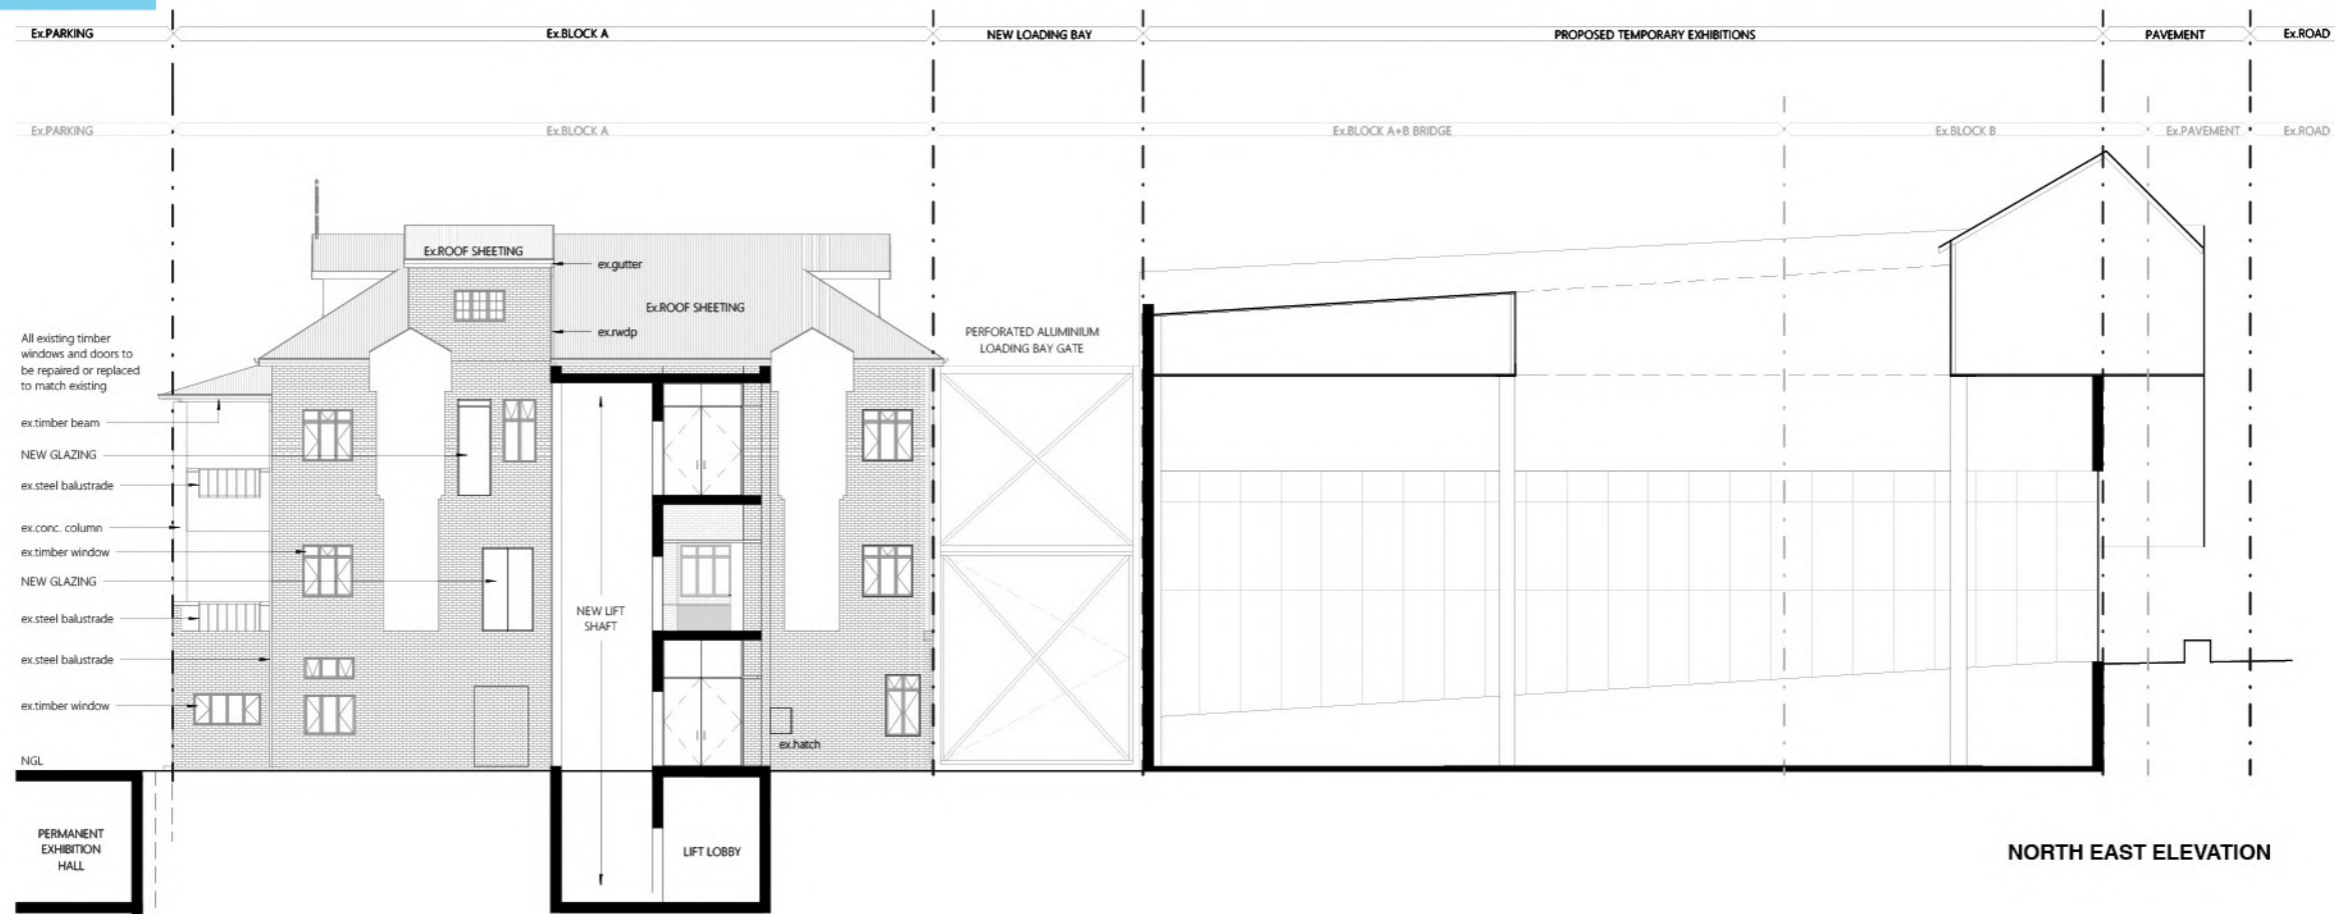 Ex.PARKING
Ex.BLOCK A
NEW LOADING BAY
PROPOSED TEMPORARY EXHIBITIONS
PAVEMENT
Ex.ROAD
Ex.PARKING
Ex.BLOCK A
Ex.BLOCK A+B BRIDGE
Ex.BLOCK B
Ex.PAVEMENT
Ex.ROAD
Ex.ROOF SHEETING
ex.gutter
Ex.ROOF SHEETING
ex.rwdp
PERFORATED ALUMINIUM
LOADING BAY GATE
All existing timber
windows and doors to
be repaired or replaced
to match existing
ex.timber beam
NEW GLAZING
ex.steel balustrade
ex.conc. column
ex.timber window
NEW GLAZING
ex.steel balustrade
ex.steel balustrade
ex.timber window
NGL
NEW LIFT
SHAFT
ex.hatch
PERMANENT
EXHIBITION
HALL
LIFT LOBBY
NORTH EAST ELEVATION